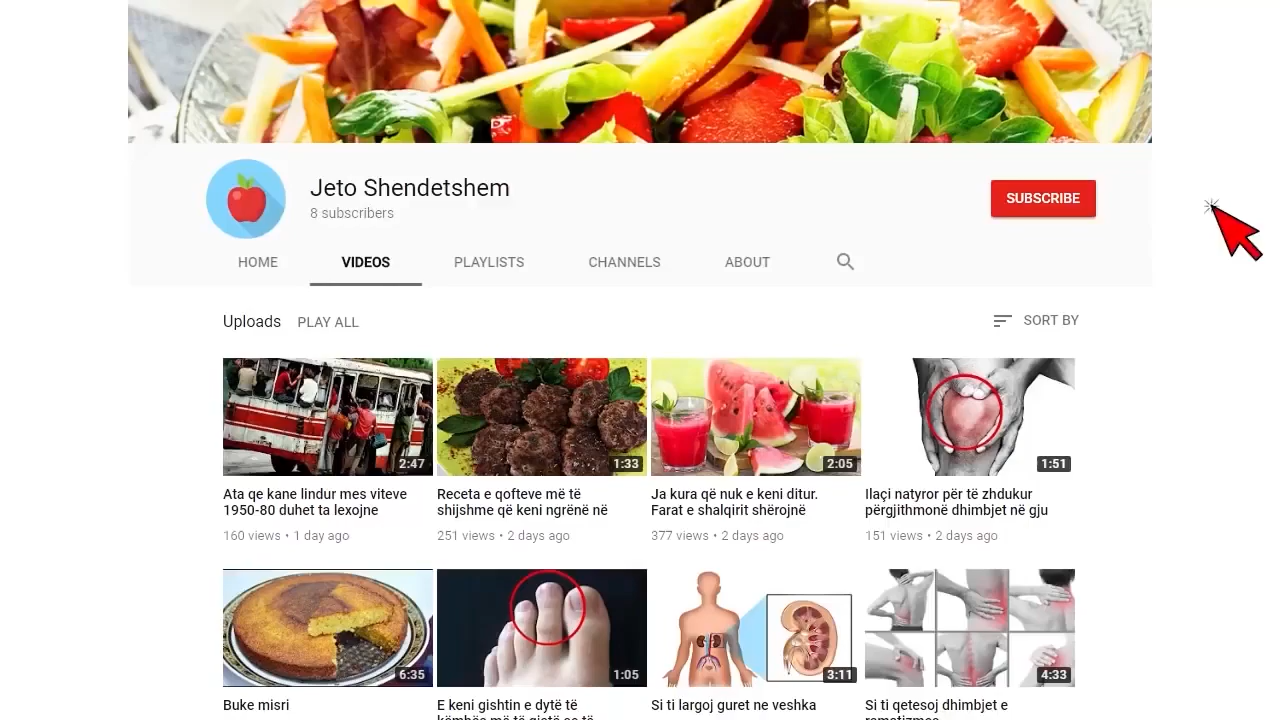 Jeto Shendetshem
8 subscribers
SUBSCRIBE
HOME
VIDEOS
PLAYLISTS
CHANNELS
ABOUT
Uploads
PLAY ALL
SORT BY
2:47
1:33
2:05
1:51
Ata qe kane lindur mes viteve
1950-80 duhet ta lexojne
160 views • 1 day ago
Receta e qofteve më të
shijshme që keni ngrënë në
251 views • 2 days ago
Ja kura që nuk e keni ditur.
Farat e shalqirit shërojnë
377 views • 2 days ago
Ilaçi natyror për të zhdukur
përgjithmonë dhimbjet në gju
151 views • 2 days ago
6:35
1:05
3:11
4:33
Buke misri
E keni gishtin e dytë të
Si ti largoj guret ne veshka
Si ti qetesoj dhimbjet e